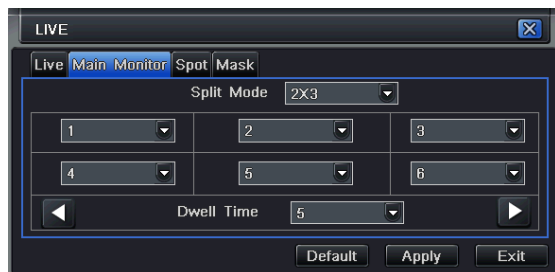 LIVE
Live Main Monitor Spot Mask
Split Mode 2X3
1 2 3
4 5 6
Dwell Time 5
Default Apply Exit